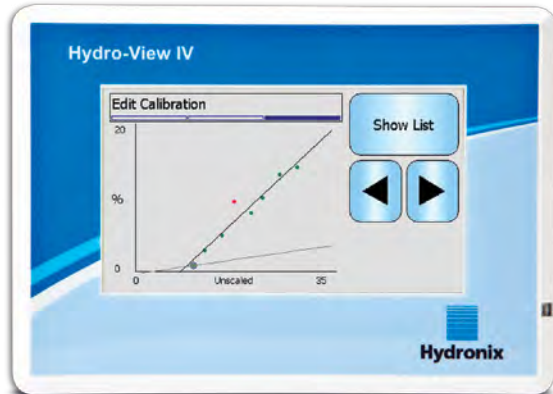 Hydro-View IV
Edit Calibration
Show List
20
%
0
0
Unscaled
35
Hydronix